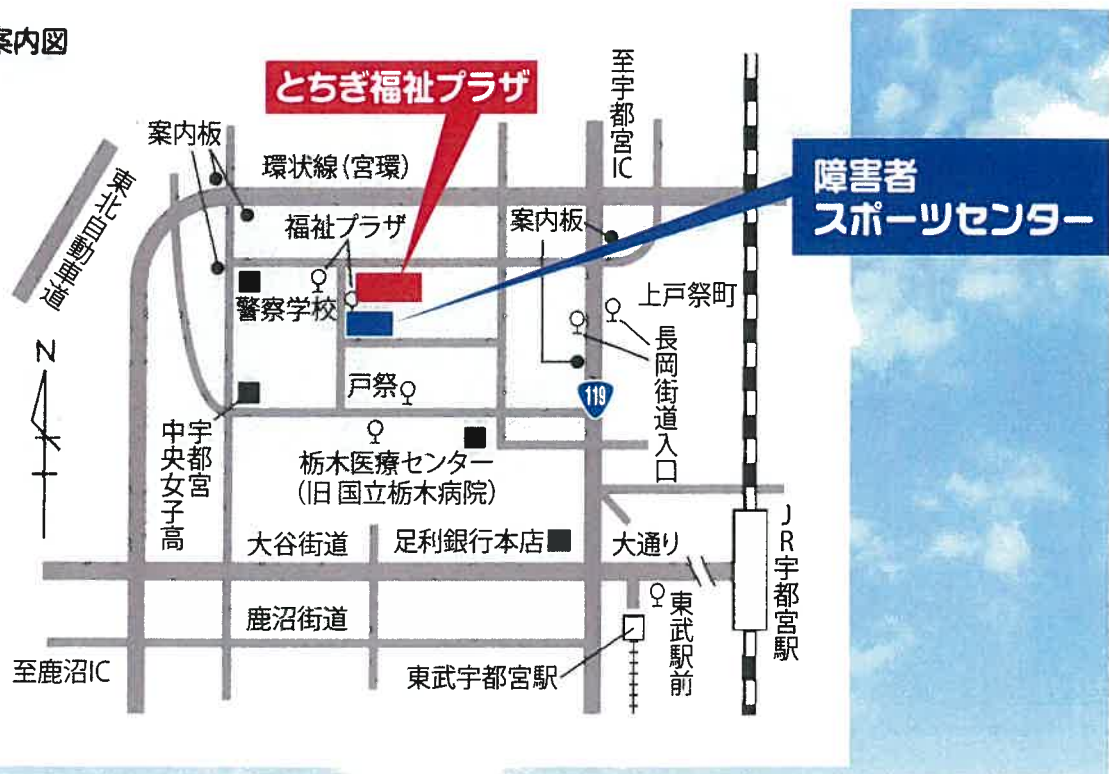 案内図
とちぎ福祉プラザ
至宇都宮IC
案内板
環状線(宮環)
障害者
スポーツセンター
東北自動車道
福祉プラザ
案内板
警察学校
上戸祭町
長岡街道入口
N
戸祭
119
宇都宮
中央女子高
栃木医療センター
(旧国立栃木病院)
大谷街道
足利銀行本店
大通り
JR宇都宮駅
鹿沼街道
東武駅前
至鹿沼IC
東武宇都宮駅